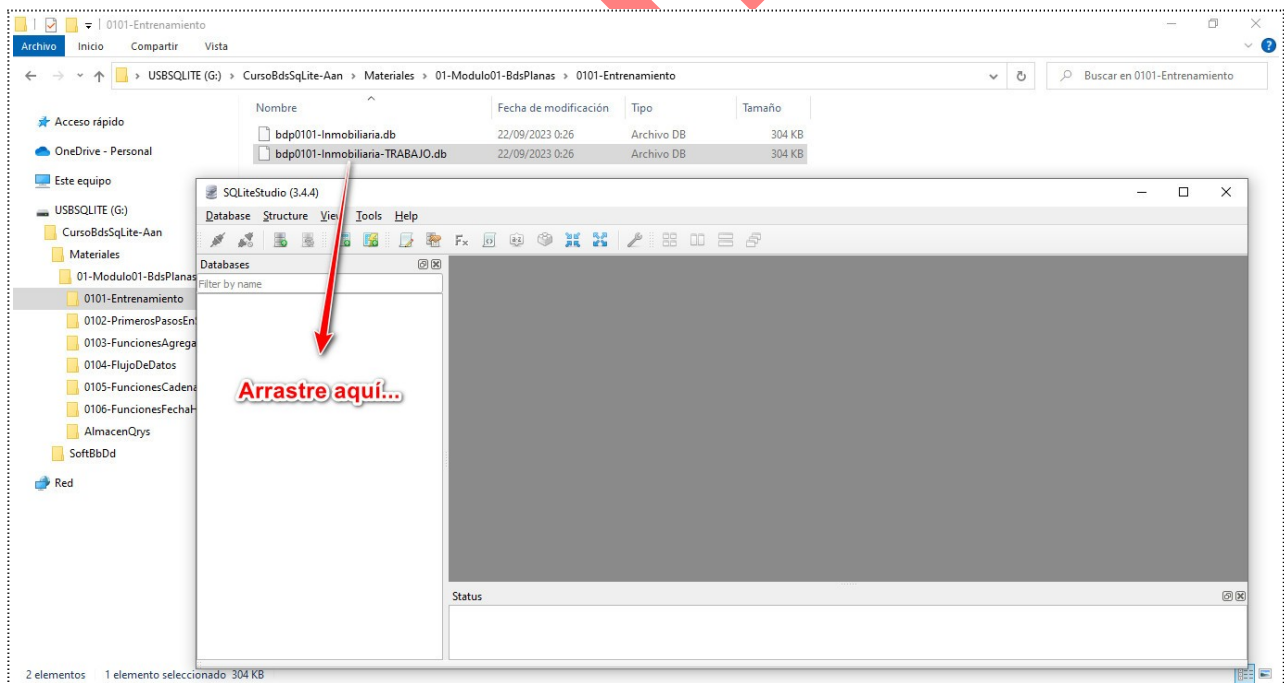 0101-Entrenamiento
Archivo Inicio Compartir Vista
USBSQLITE (G:) › CursoBdsSqLite-Aan › Materiales › 01-Modulo01-BdsPlanas › 0101-Entrenamiento
Buscar en 0101-Entrenamiento
Nombre Fecha de modificación Tipo Tamaño
bdp0101-Inmobiliaria.db 22/09/2023 0:26 Archivo DB 304 KB
bdp0101-Inmobiliaria-TRABAJO.db 22/09/2023 0:26 Archivo DB 304 KB
Acceso rápido
OneDrive - Personal
Este equipo
USBSQLITE (G:)
CursoBdsSqLite-Aan
Materiales
01-Modulo01-BdsPlanas
0101-Entrenamiento
0102-PrimerosPasosEn
0103-FuncionesAgrega
0104-FlujoDeDatos
0105-FuncionesCadena
0106-FuncionesFechaH
AlmacenQrys
SoftBbDd
Red
SQLiteStudio (3.4.4)
Database Structure View Tools Help
Databases
Filter by name
Arrastre aquí...
Status
2 elementos 1 elemento seleccionado 304 KB